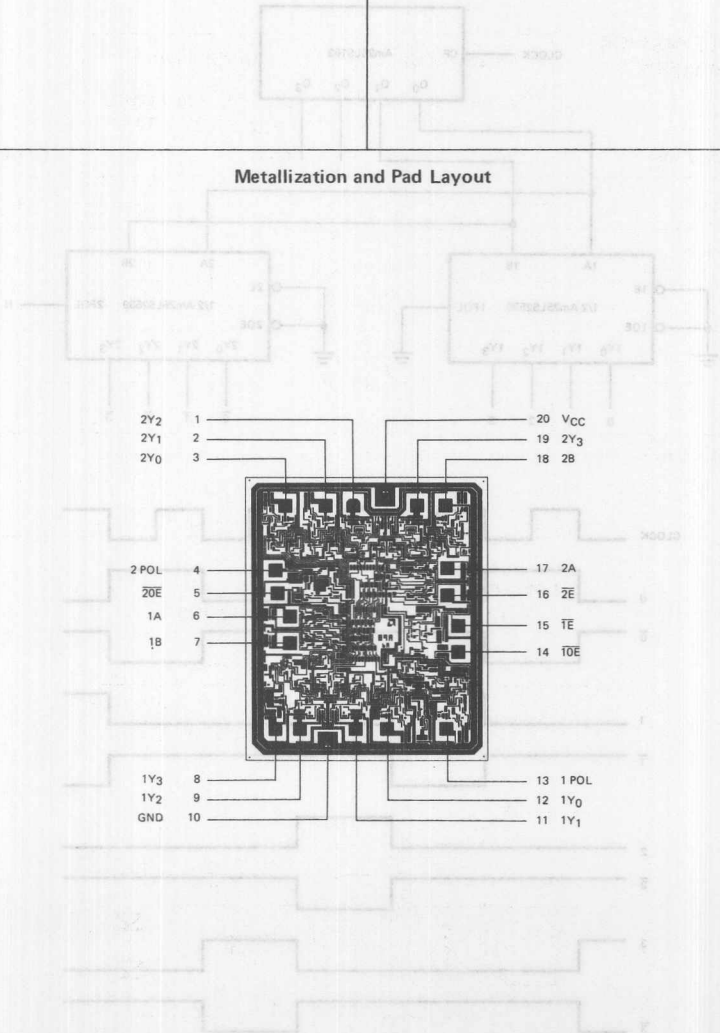 Metallization and Pad Layout
2Y2 1
2Y1 2
2Y0 3
20 VCC
19 2Y3
18 2B
2 POL 4
2OE 5
1A 6
1B 7
17 2A
16 2E
15 1E
14 1OE
1Y3 8
1Y2 9
GND 10
13 1 POL
12 1Y0
11 1Y1